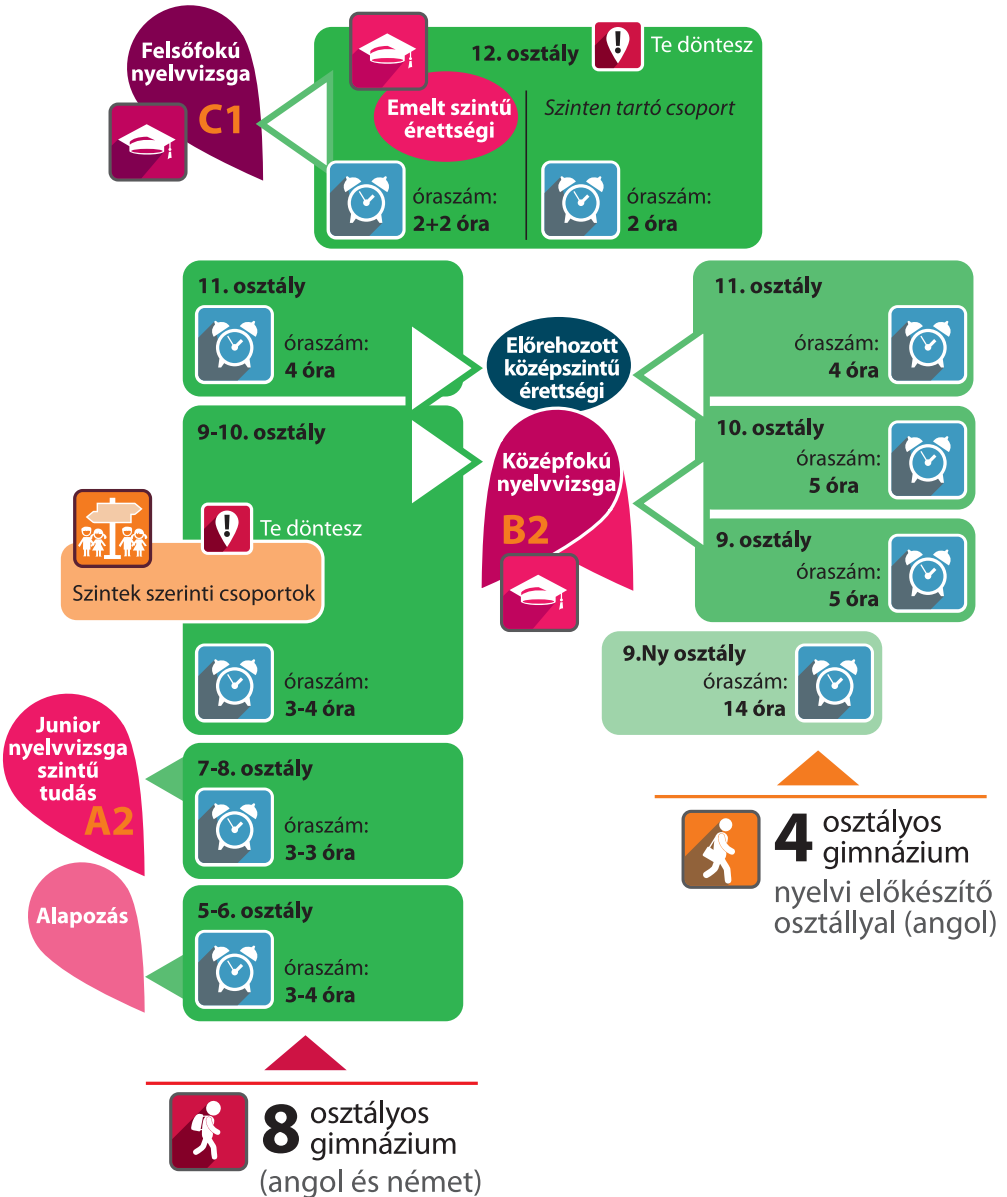 Felsőfokú
nyelvvizsga
C1
12. osztály
Te döntesz
Emelt szintű
érettségi
Szinten tartó csoport
óraszám:
2+2 óra
óraszám:
2 óra
11. osztály
óraszám:
4 óra
Előrehozott
középszintű
érettségi
11. osztály
óraszám:
4 óra
9-10. osztály
Te döntesz
Szintek szerinti csoportok
óraszám:
3-4 óra
Középfokú
nyelvvizsga
B2
10. osztály
óraszám:
5 óra
9. osztály
óraszám:
5 óra
9.Ny osztály
óraszám:
14 óra
Junior
nyelvvizsga
szintű
tudás
A2
7-8. osztály
óraszám:
3-3 óra
Alapozás
5-6. osztály
óraszám:
3-4 óra
4 osztályos
gimnázium
nyelvi előkészítő
osztállyal (angol)
8 osztályos
gimnázium
(angol és német)